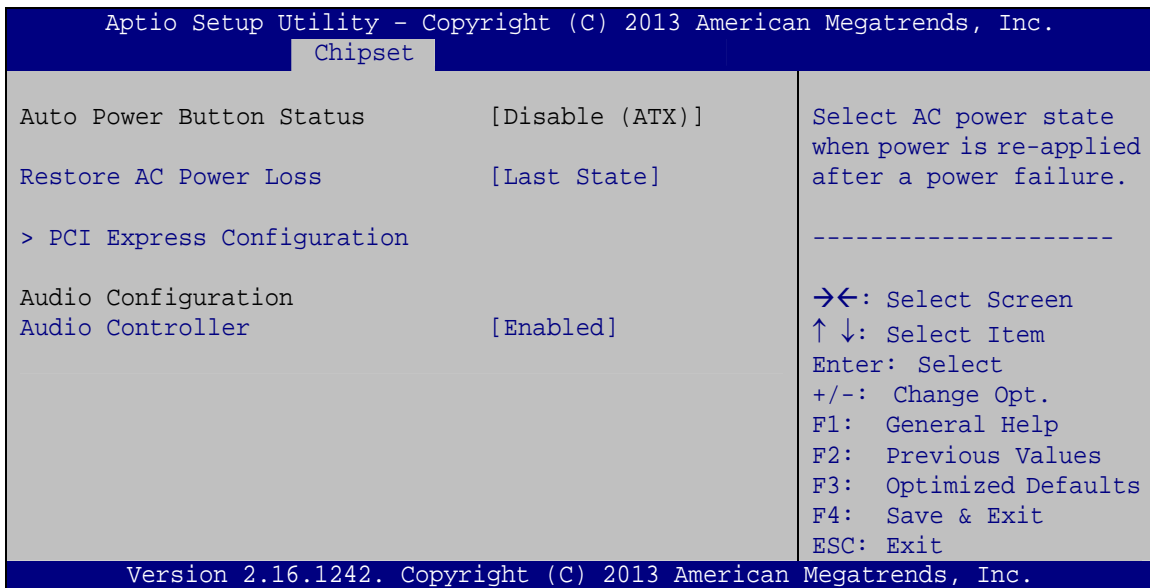 Aptio Setup Utility – Copyright (C) 2013 American Megatrends, Inc.
Chipset
Auto Power Button Status [Disable (ATX)]
Restore AC Power Loss [Last State]
> PCI Express Configuration
Audio Configuration
Audio Controller [Enabled]
Select AC power state
when power is re-applied
after a power failure.
---------------------
→←: Select Screen
↑ ↓: Select Item
Enter: Select
+/-: Change Opt.
F1: General Help
F2: Previous Values
F3: Optimized Defaults
F4: Save & Exit
ESC: Exit
Version 2.16.1242. Copyright (C) 2013 American Megatrends, Inc.